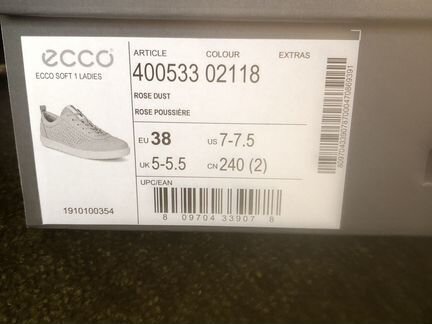 ecco
ECCO SOFT 1 LADIES
1910100354
ARTICLE COLOUR EXTRAS
400533 02118
ROSE DUST
ROSE POUSSIÈRE
EU 38 US 7-7.5
UK 5-5.5 CN 240 (2)
UPC/EAN
8 09704 33907 8